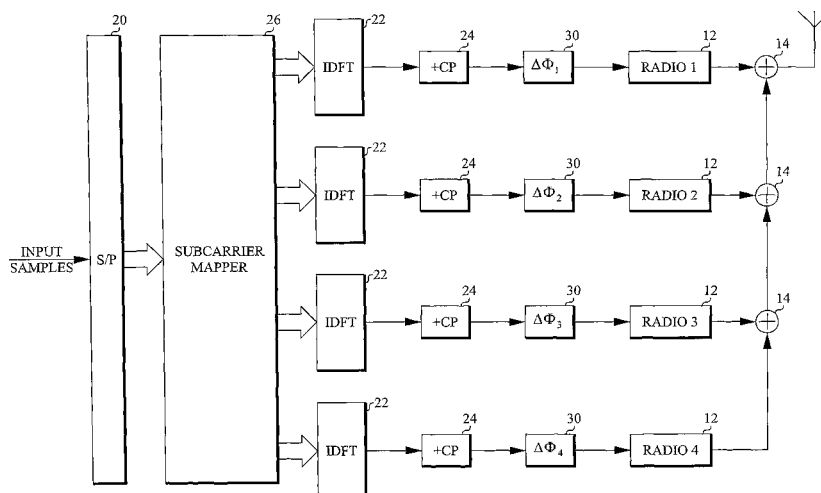 20
26
22
24
30
12
14
IDFT
+CP
ΔΦ1
RADIO 1
22
24
30
12
14
IDFT
+CP
ΔΦ2
RADIO 2
INPUT
SAMPLES
S/P
SUBCARRIER
MAPPER
22
24
30
12
14
IDFT
+CP
ΔΦ3
RADIO 3
22
24
30
12
IDFT
+CP
ΔΦ4
RADIO 4